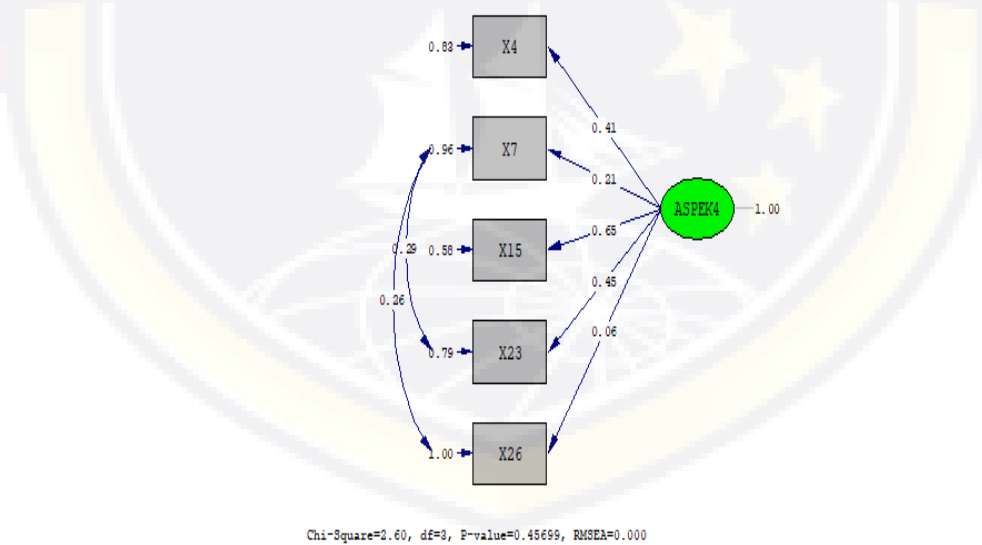 0.83
X4
0.41
0.96
X7
0.21
ASPEK4
1.00
0.65
0.29
0.58
X15
0.45
0.26
0.06
0.79
X23
1.00
X26
Chi-Square=2.60, df=3, P-value=0.45699, RMSEA=0.000